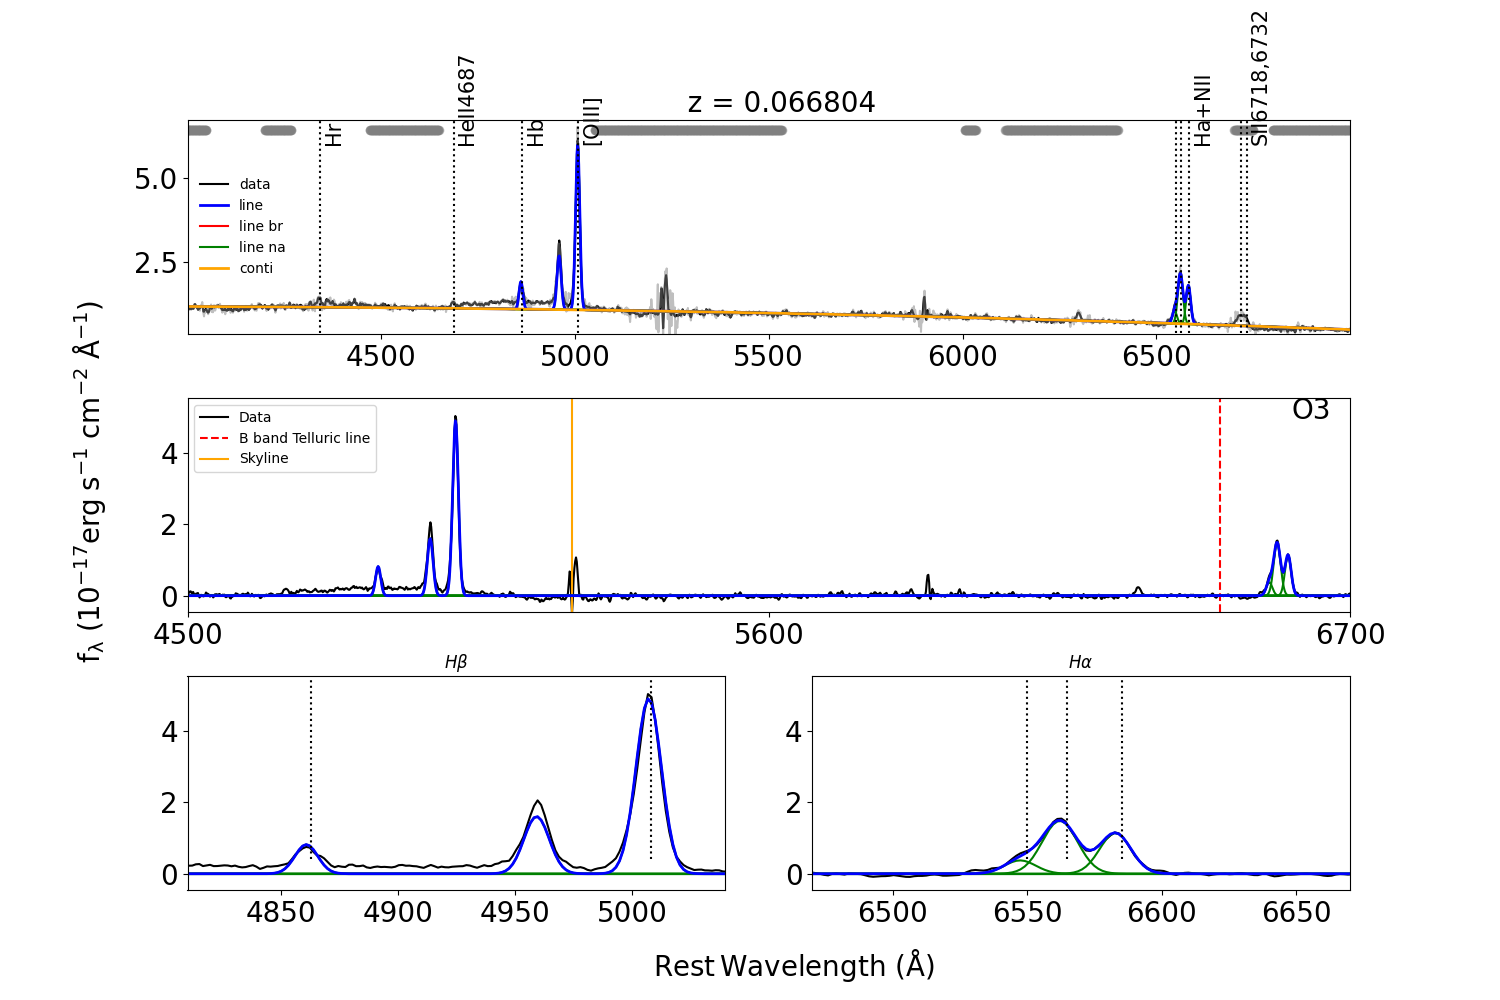 z = 0.066804
Hr
HeII4687
Hb
[OIII]
Ha+NII
SII6718,6732
5.0
2.5
data
line
line br
line na
conti
4500 5000 5500 6000 6500
O3
Data
B band Telluric line
Skyline
4
2
0
4500 5600 6700
fλ (10−17erg s−1 cm−2 Å−1)
Hβ Hα
4 4
2 2
0 0
4850 4900 4950 5000 6500 6550 6600 6650
Rest Wavelength (Å)